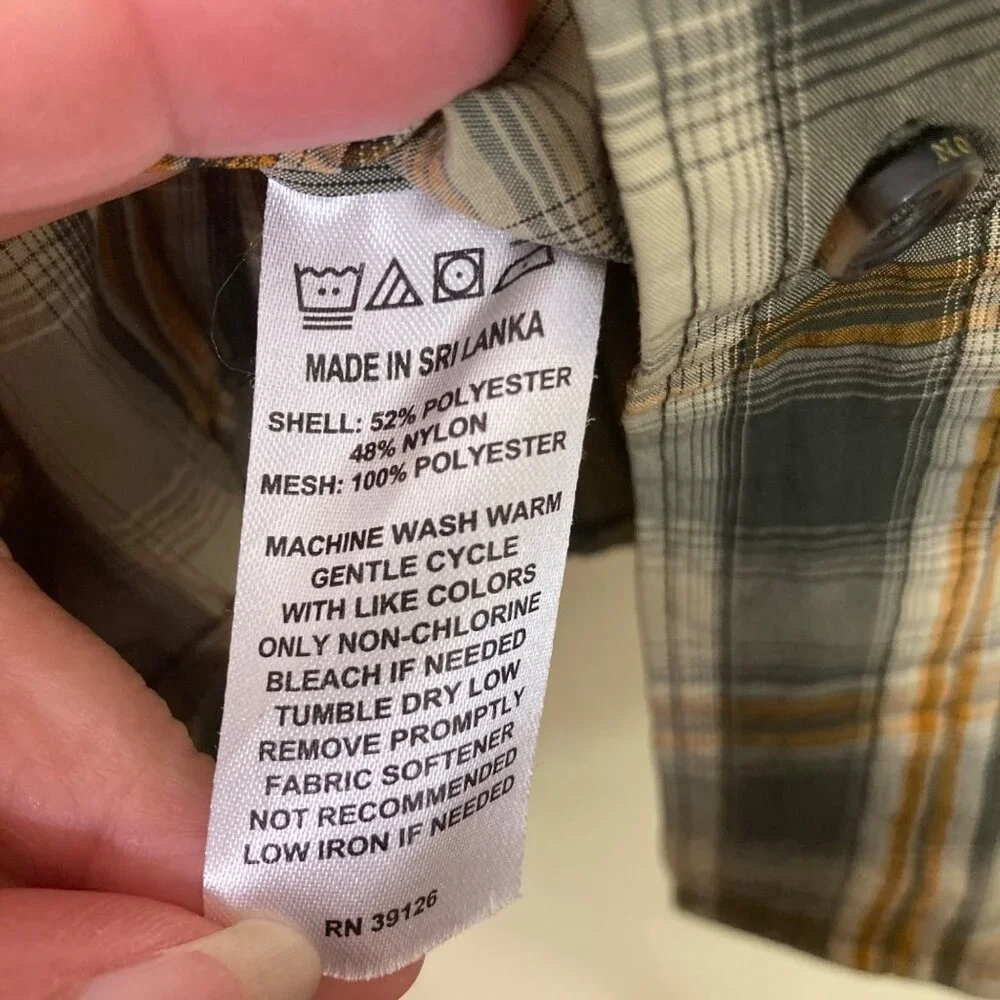 No
MADE IN SRI LANKA
SHELL: 52% POLYESTER
48% NYLON
MESH: 100% POLYESTER
MACHINE WASH WARM
GENTLE CYCLE
WITH LIKE COLORS
ONLY NON-CHLORINE
BLEACH IF NEEDED
TUMBLE DRY LOW
REMOVE PROMPTLY
FABRIC SOFTENER
NOT RECOMMENDED
LOW IRON IF NEEDED
RN 39126